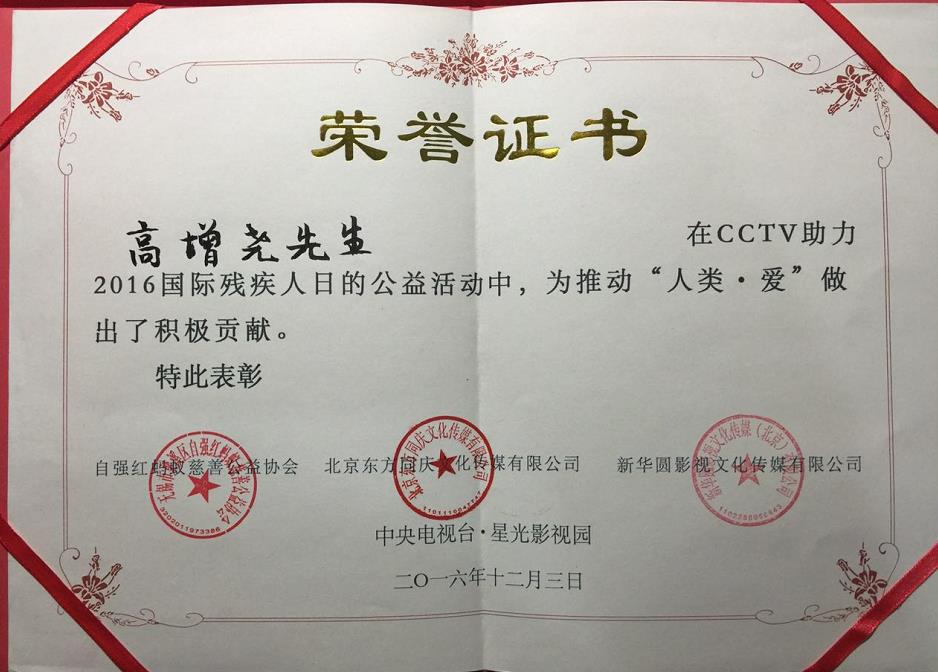 荣誉证书
高增尧先生 在CCTV助力
2016国际残疾人日的公益活动中，为推动“人类·爱”做
出了积极贡献。
特此表彰
自强红蚂蚁慈善公益协会 北京东方同庆文化传媒有限公司 新华圆影视文化传媒有限公司
中央电视台·星光影视园
二〇一六年十二月三日